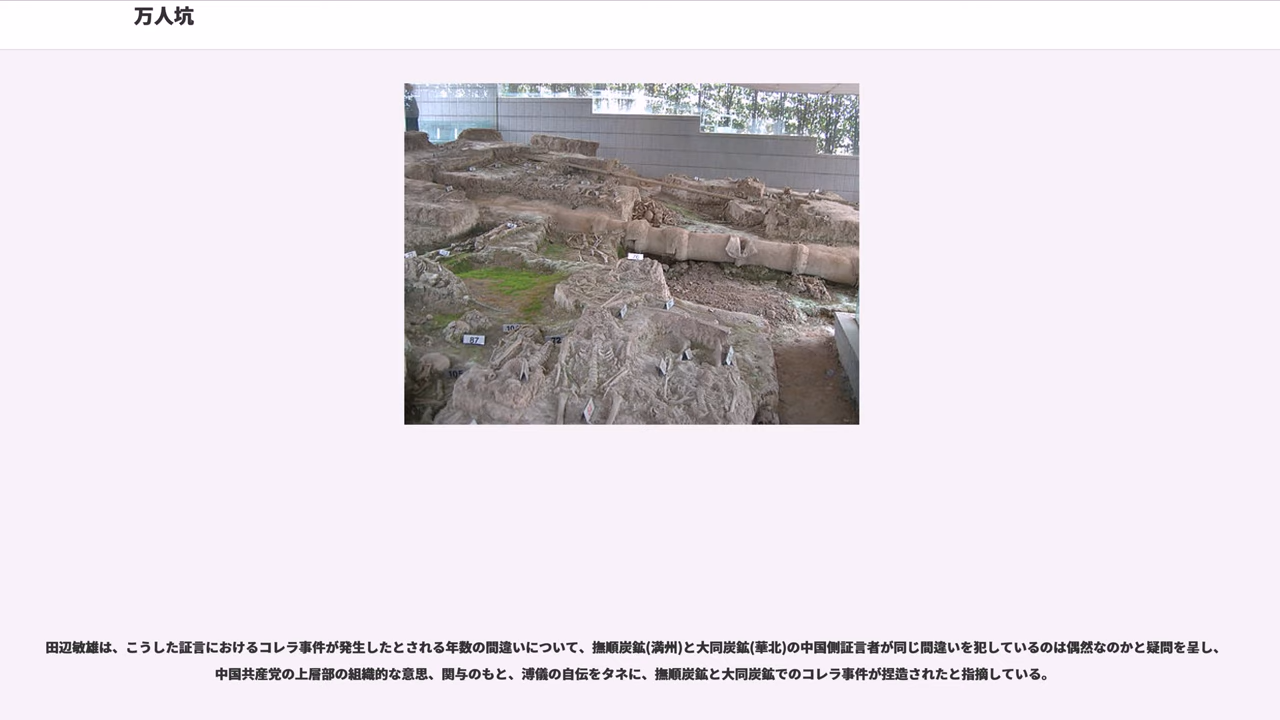 万人坑
76
87
田辺敏雄は、こうした証言におけるコレラ事件が発生したとされる年数の間違いについて、撫順炭鉱(満州)と大同炭鉱(華北)の中国側証言者が同じ間違いを犯しているのは偶然なのかと疑問を呈し、
中国共産党の上層部の組織的な意思、関与のもと、溥儀の自伝をタネに、撫順炭鉱と大同炭鉱でのコレラ事件が捏造されたと指摘している。